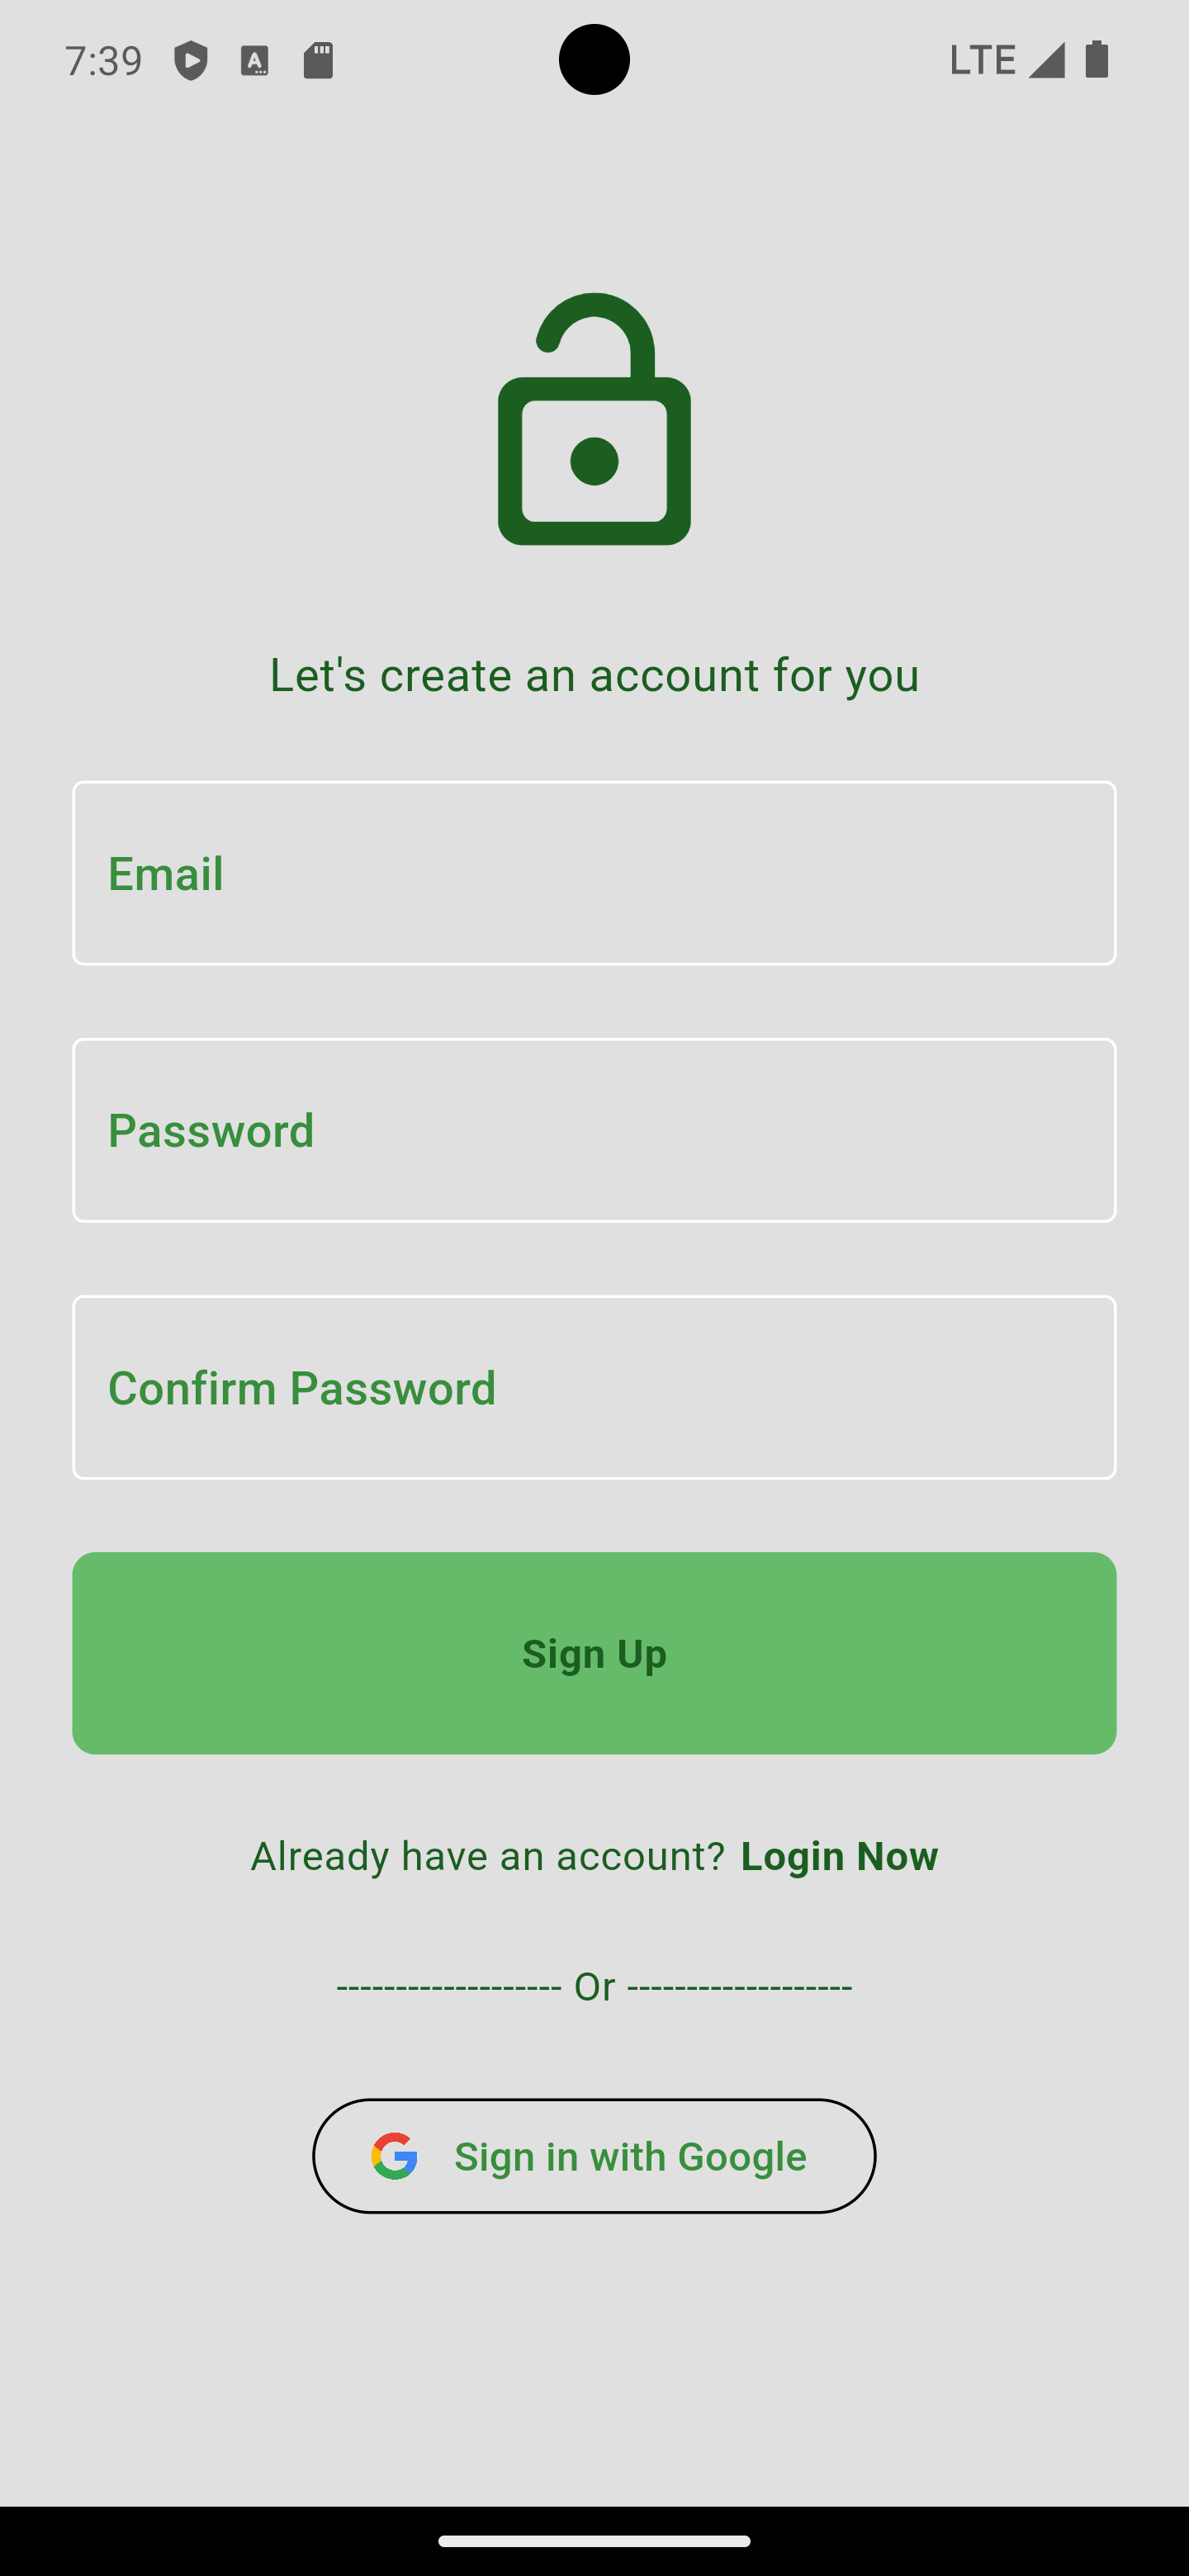 7:39 LTE
Let's create an account for you
Email
Password
Confirm Password
Sign Up
Already have an account? Login Now
------------------- Or -------------------
Sign in with Google